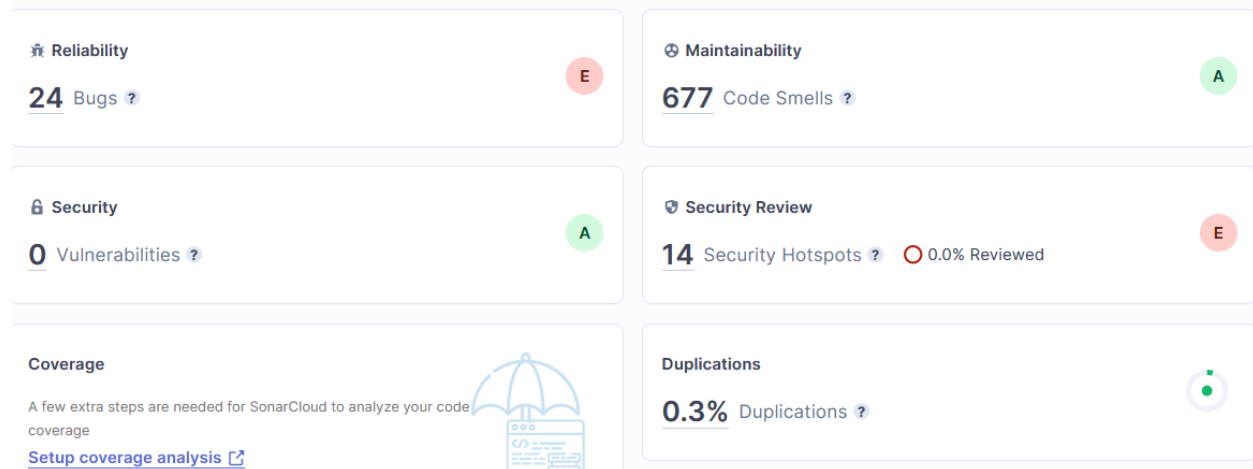 Reliability
24 Bugs ?
E
Maintainability
677 Code Smells ?
A
Security
0 Vulnerabilities ?
A
Security Review
14 Security Hotspots ? 0.0% Reviewed
E
Coverage
A few extra steps are needed for SonarCloud to analyze your code
coverage
Setup coverage analysis
</>
Duplications
0.3% Duplications ?